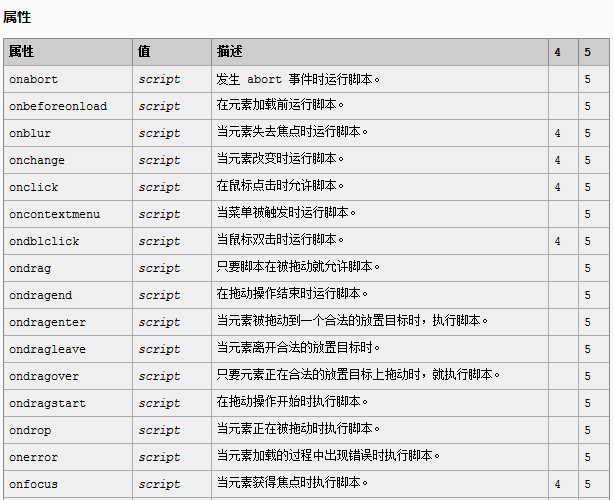 属性
属性 值 描述 4 5
onabort script 发生 abort 事件时运行脚本。 5
onbeforeonload script 在元素加载前运行脚本。 5
onblur script 当元素失去焦点时运行脚本。 4 5
onchange script 当元素改变时运行脚本。 4 5
onclick script 在鼠标点击时允许脚本。 4 5
oncontextmenu script 当菜单被触发时运行脚本。 5
ondblclick script 当鼠标双击时运行脚本。 4 5
ondrag script 只要脚本在被拖动就允许脚本。 5
ondragend script 在拖动操作结束时运行脚本。 5
ondragenter script 当元素被拖动到一个合法的放置目标时，执行脚本。 5
ondragleave script 当元素离开合法的放置目标时。 5
ondragover script 只要元素正在合法的放置目标上拖动时，就执行脚本。 5
ondragstart script 在拖动操作开始时执行脚本。 5
ondrop script 当元素正在被拖动时执行脚本。 5
onerror script 当元素加载的过程中出现错误时执行脚本。 5
onfocus script 当元素获得焦点时执行脚本。 4 5